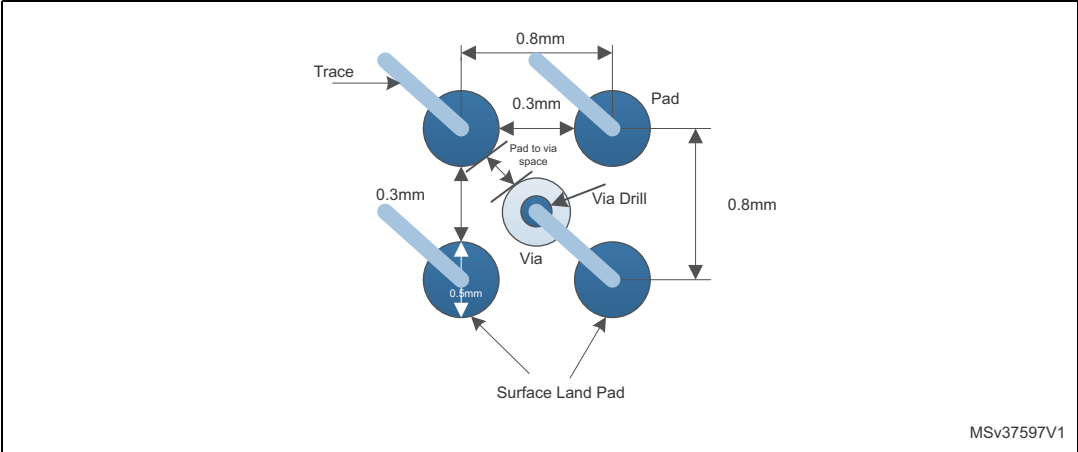 0.8mm
Trace
Pad
0.3mm
Pad to via
space
0.3mm
Via Drill
0.8mm
Via
0.5mm
Surface Land Pad
MSv37597V1